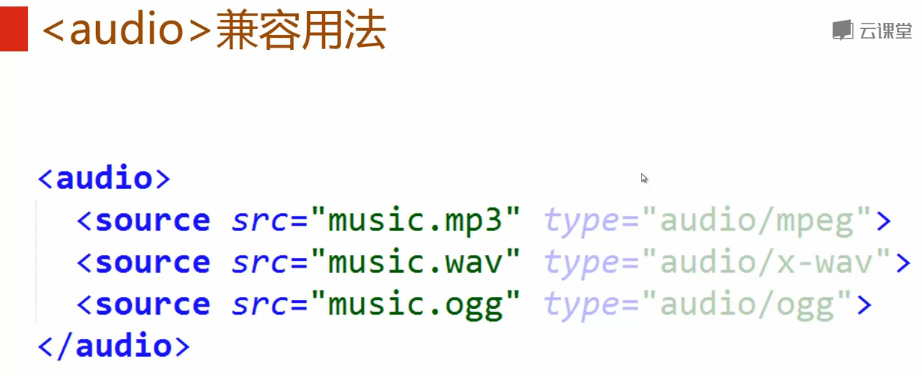 <audio>兼容用法
云课堂
<audio>
<source src="music.mp3" type="audio/mpeg">
<source src="music.wav" type="audio/x-wav">
<source src="music.ogg" type="audio/ogg">
</audio>